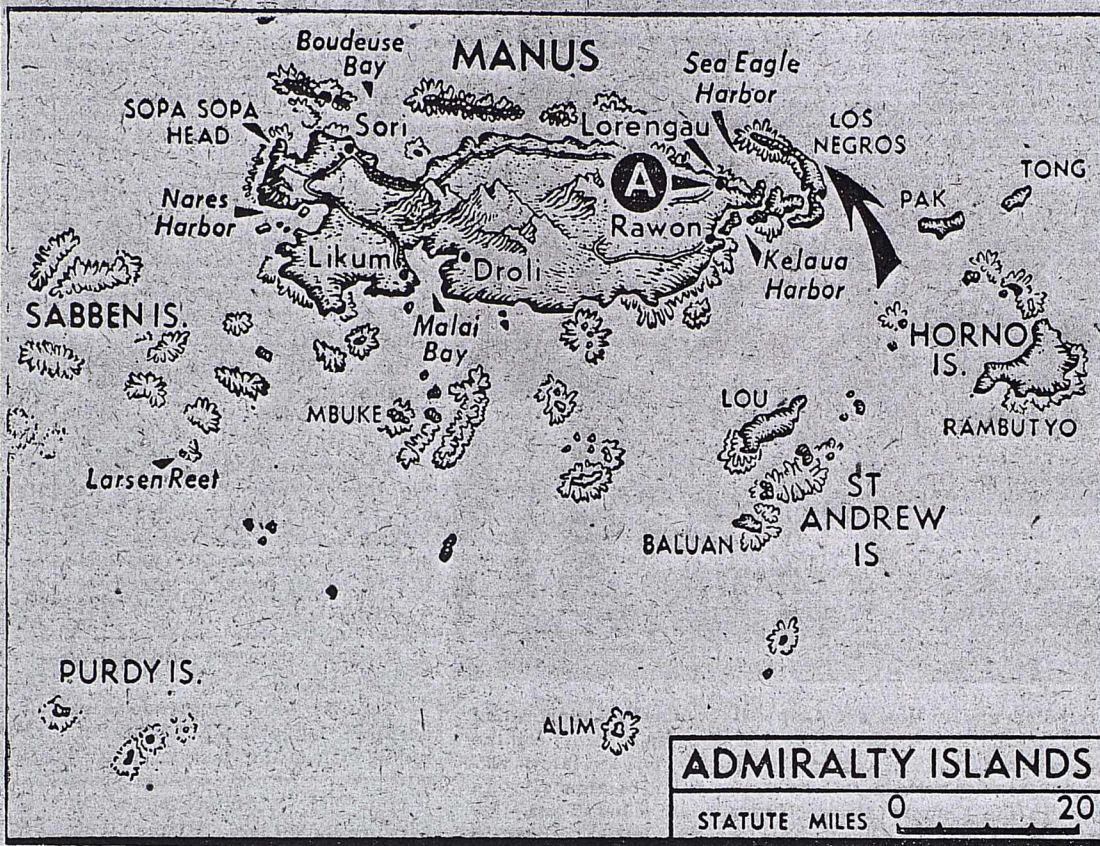 Boudeuse
Bay
MANUS
Sea Eagle
Harbor
SOPA SOPA
HEAD
Sori
Lorengau
LOS
NEGROS
TONG
A
PAK
Nares
Harbor
Rawon
Likum
Droli
Kelaua
Harbor
SABBEN IS.
Malai
Bay
HORNO
IS.
MBUKE
LOU
RAMBUTYO
Larsen Reet
ST
ANDREW
IS
BALUAN
PURDY IS.
ALIM
ADMIRALTY ISLANDS
STATUTE MILES 0 20